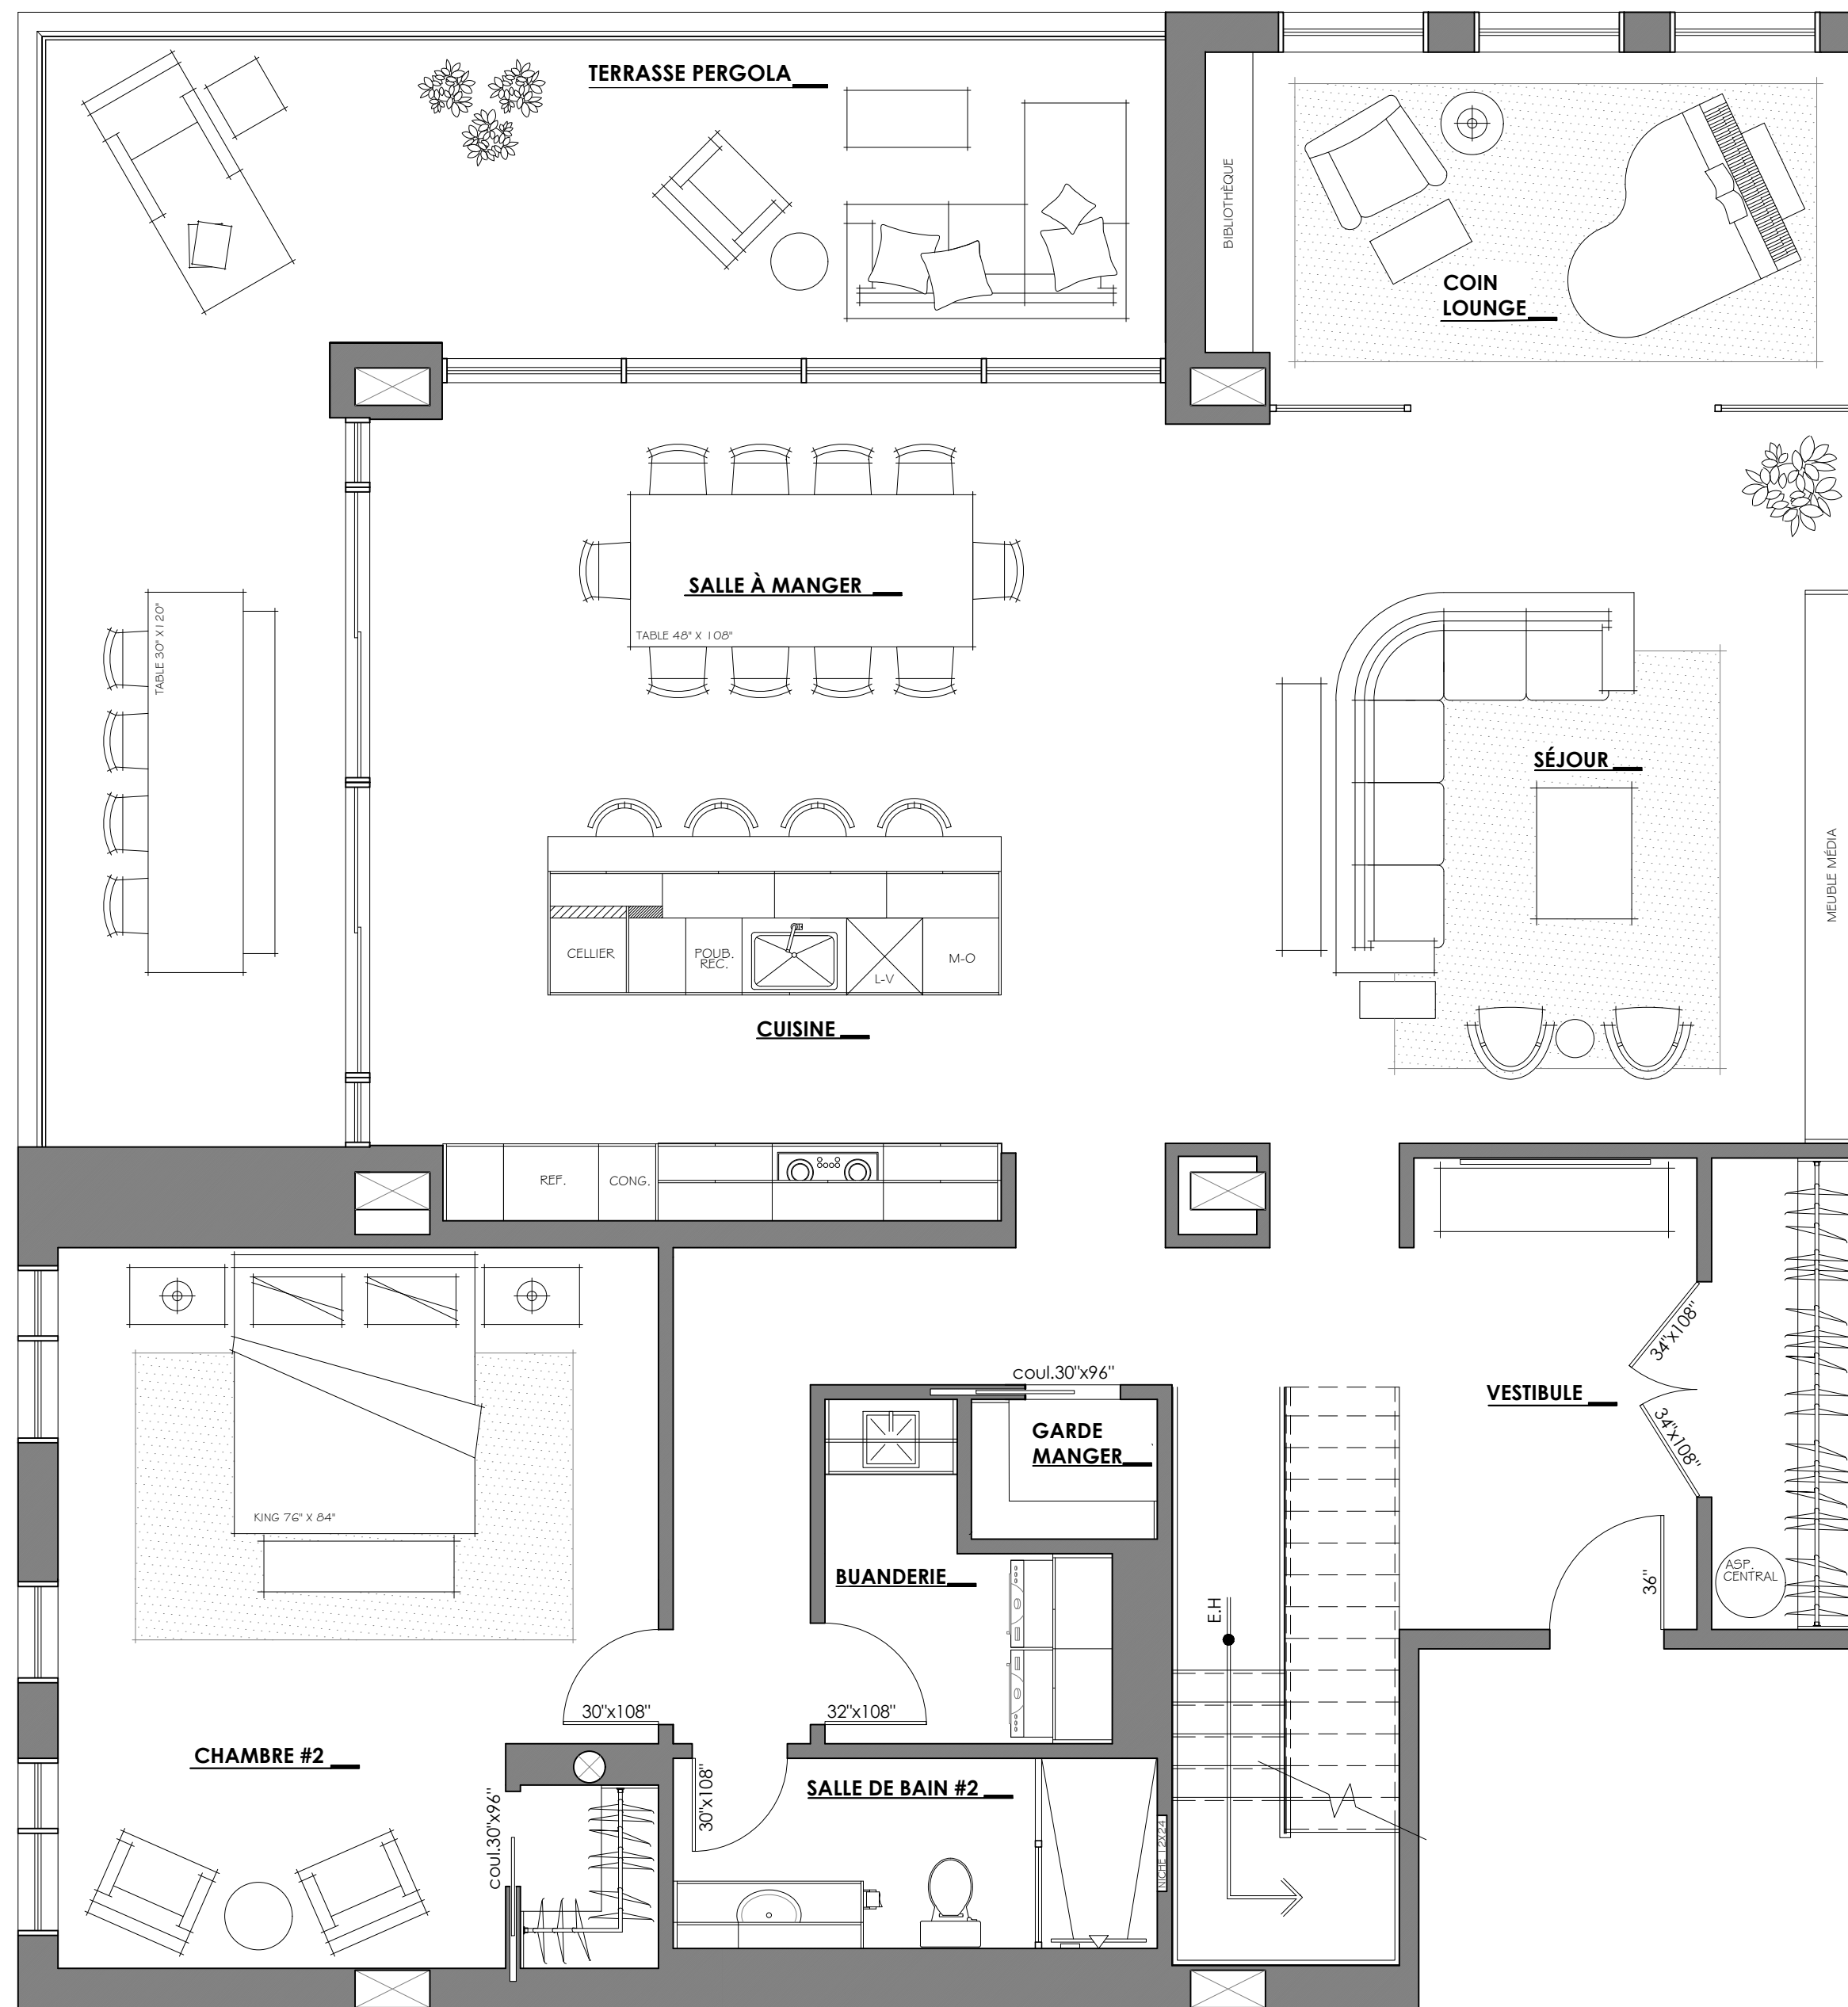 TERRASSE PERGOLA
BIBLIOTHÈQUE
COIN
LOUNGE
TABLE 30" X120"
SALLE À MANGER
TABLE 48" X 108"
SÉJOUR
MEUBLE MÉDIA
CELLIER
POUB.
REC.
L-V
M-O
CUISINE
REF.
CONG.
coul.30"x96"
34"x108"
VESTIBULE
34"x108"
GARDE
MANGER
KING 76" X 84"
BUANDERIE
ASP.
CENTRAL
36"
E.H
30"x108"
32"x108"
CHAMBRE #2
SALLE DE BAIN #2
30"x108"
coul.30"x96"
NICHE 12X24